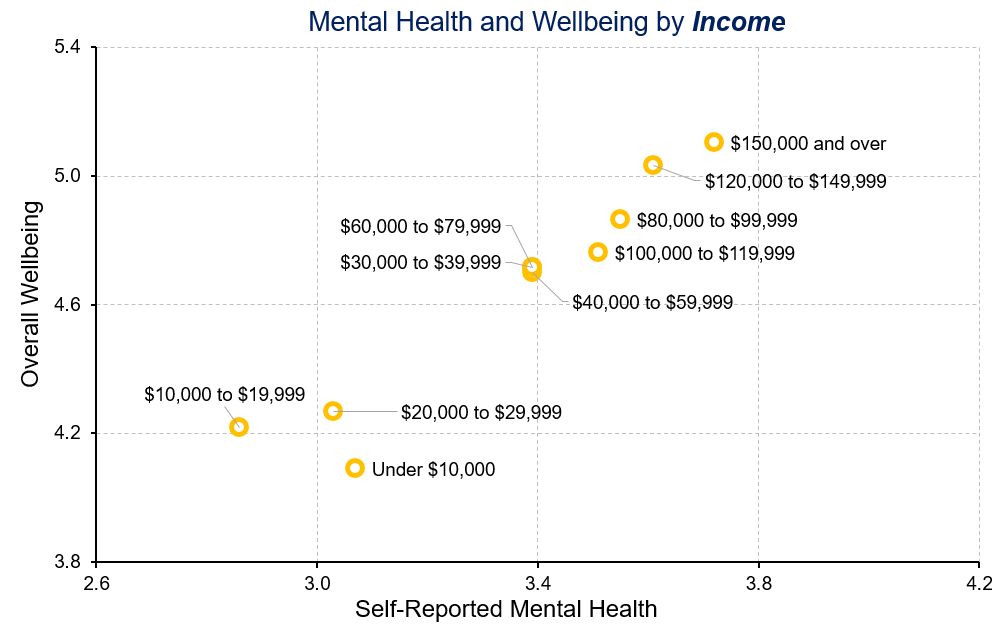 Mental Health and Wellbeing by Income
5.4
5.0
4.6
4.2
3.8
Overall Wellbeing
$150,000 and over
$120,000 to $149,999
$80,000 to $99,999
$60,000 to $79,999
$100,000 to $119,999
$30,000 to $39,999
$40,000 to $59,999
$10,000 to $19,999
$20,000 to $29,999
Under $10,000
2.6
3.0
3.4
3.8
4.2
Self-Reported Mental Health